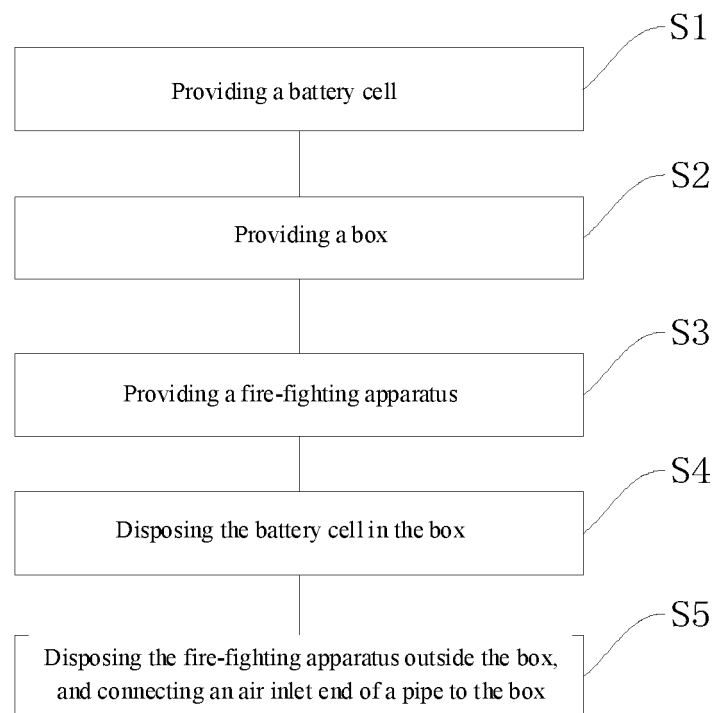 S1
Providing a battery cell
S2
Providing a box
S3
Providing a fire-fighting apparatus
S4
Disposing the battery cell in the box
S5
Disposing the fire-fighting apparatus outside the box,
and connecting an air inlet end of a pipe to the box